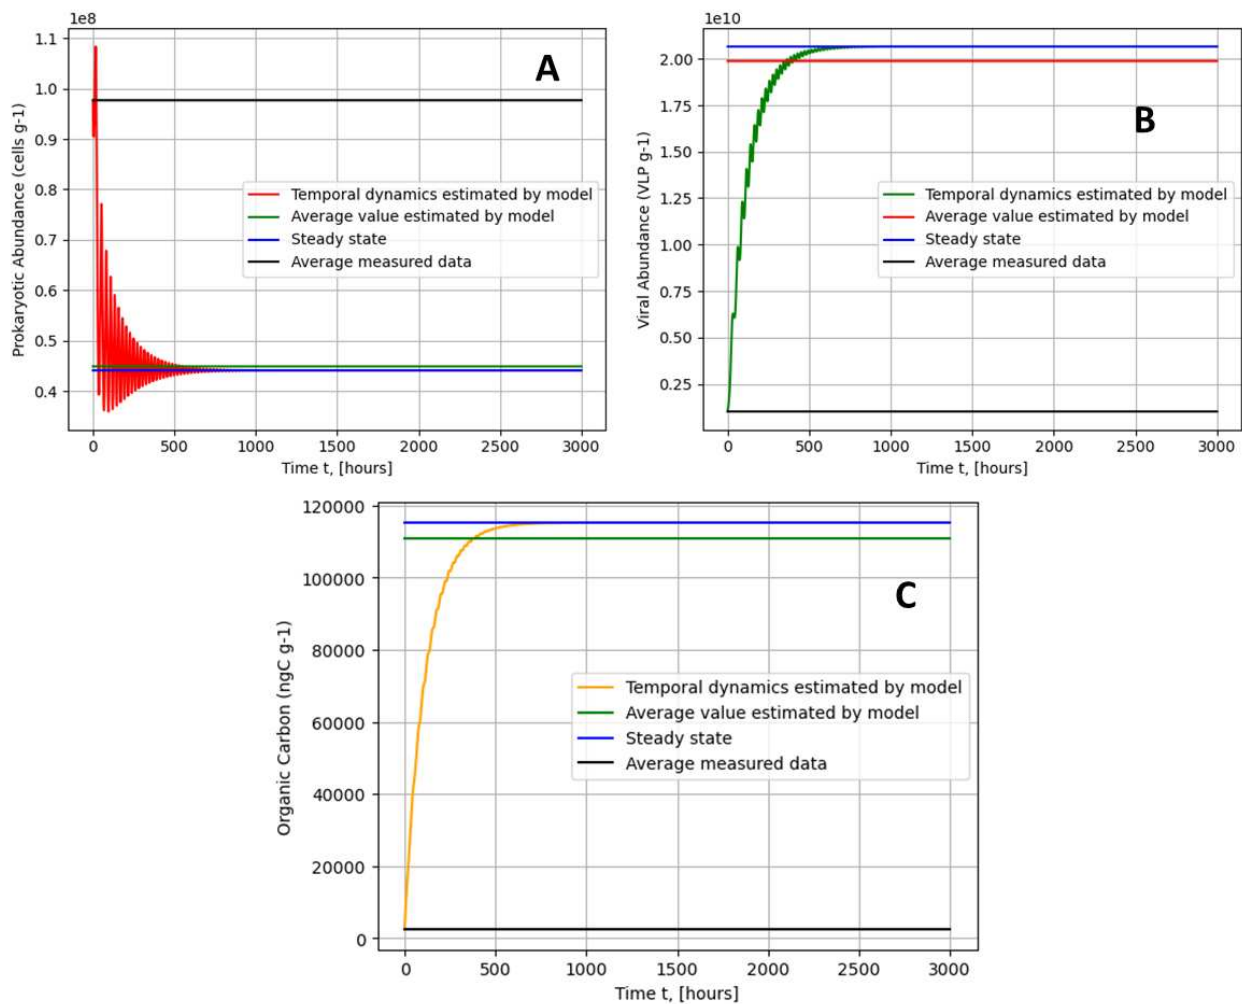 1e8
A
1.1
1.0
0.9
0.8
0.7
0.6
0.5
0.4
Prokaryotic Abundance (cells g-1)
Temporal dynamics estimated by model
Average value estimated by model
Steady state
Average measured data
0 500 1000 1500 2000 2500 3000
Time t, [hours]
1e10
B
2.00
1.75
1.50
1.25
1.00
0.75
0.50
0.25
Viral Abundance (VLP g-1)
Temporal dynamics estimated by model
Average value estimated by model
Steady state
Average measured data
0 500 1000 1500 2000 2500 3000
Time t, [hours]
C
120000
100000
80000
60000
40000
20000
0
Organic Carbon (ngC g-1)
Temporal dynamics estimated by model
Average value estimated by model
Steady state
Average measured data
0 500 1000 1500 2000 2500 3000
Time t, [hours]